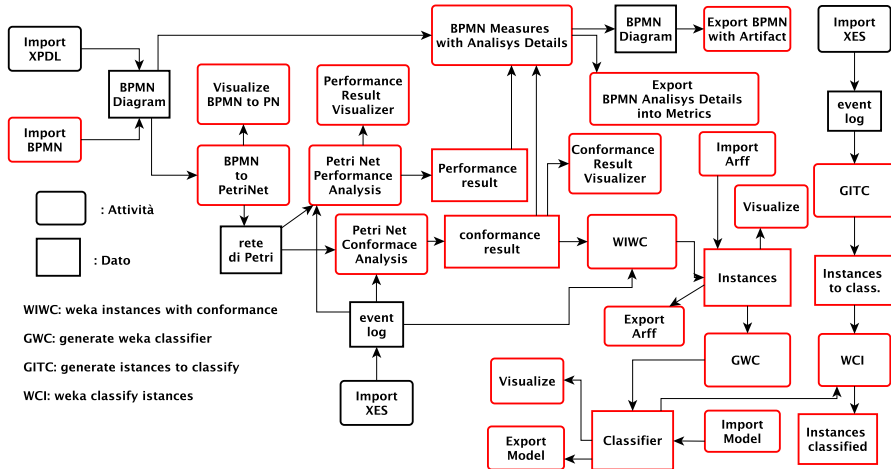 Import
XPDL
BPMN
Diagram
Import
BPMN
Visualize
BPMN to PN
BPMN
to
PetriNet
rete
di Petri
Performance
Result
Visualizer
Petri Net
Performance
Analysis
Petri Net
Conformace
Analysis
event
log
Import
XES
BPMN Measures
with Analisys Details
BPMN
Diagram
Export BPMN
with Artifact
Export
BPMN Analisys Details
into Metrics
Performance
result
conformance
result
Conformance
Result
Visualizer
WIWC
Import
Arff
Visualize
Instances
Export
Arff
GWC
Visualize
Export
Model
Classifier
Import
Model
Import
XES
event
log
GITC
Instances
to class.
WCI
Instances
classified
: Attività
: Dato
WIWC: weka instances with conformance
GWC: generate weka classifier
GITC: generate istances to classify
WCI: weka classify istances